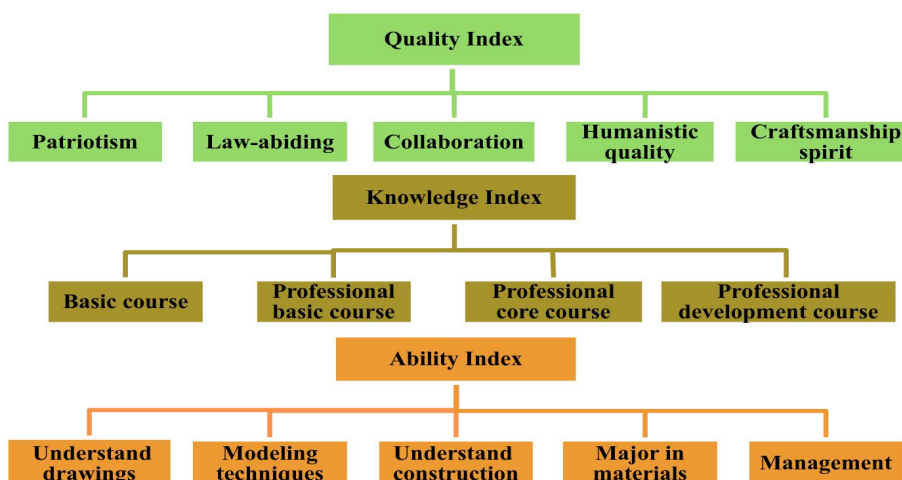 Quality Index
Patriotism
Law-abiding
Collaboration
Humanistic
quality
Craftsmanship
spirit
Knowledge Index
Basic course
Professional
basic course
Professional
core course
Professional
development course
Ability Index
Understand
drawings
Modeling
techniques
Understand
construction
Major in
materials
Management